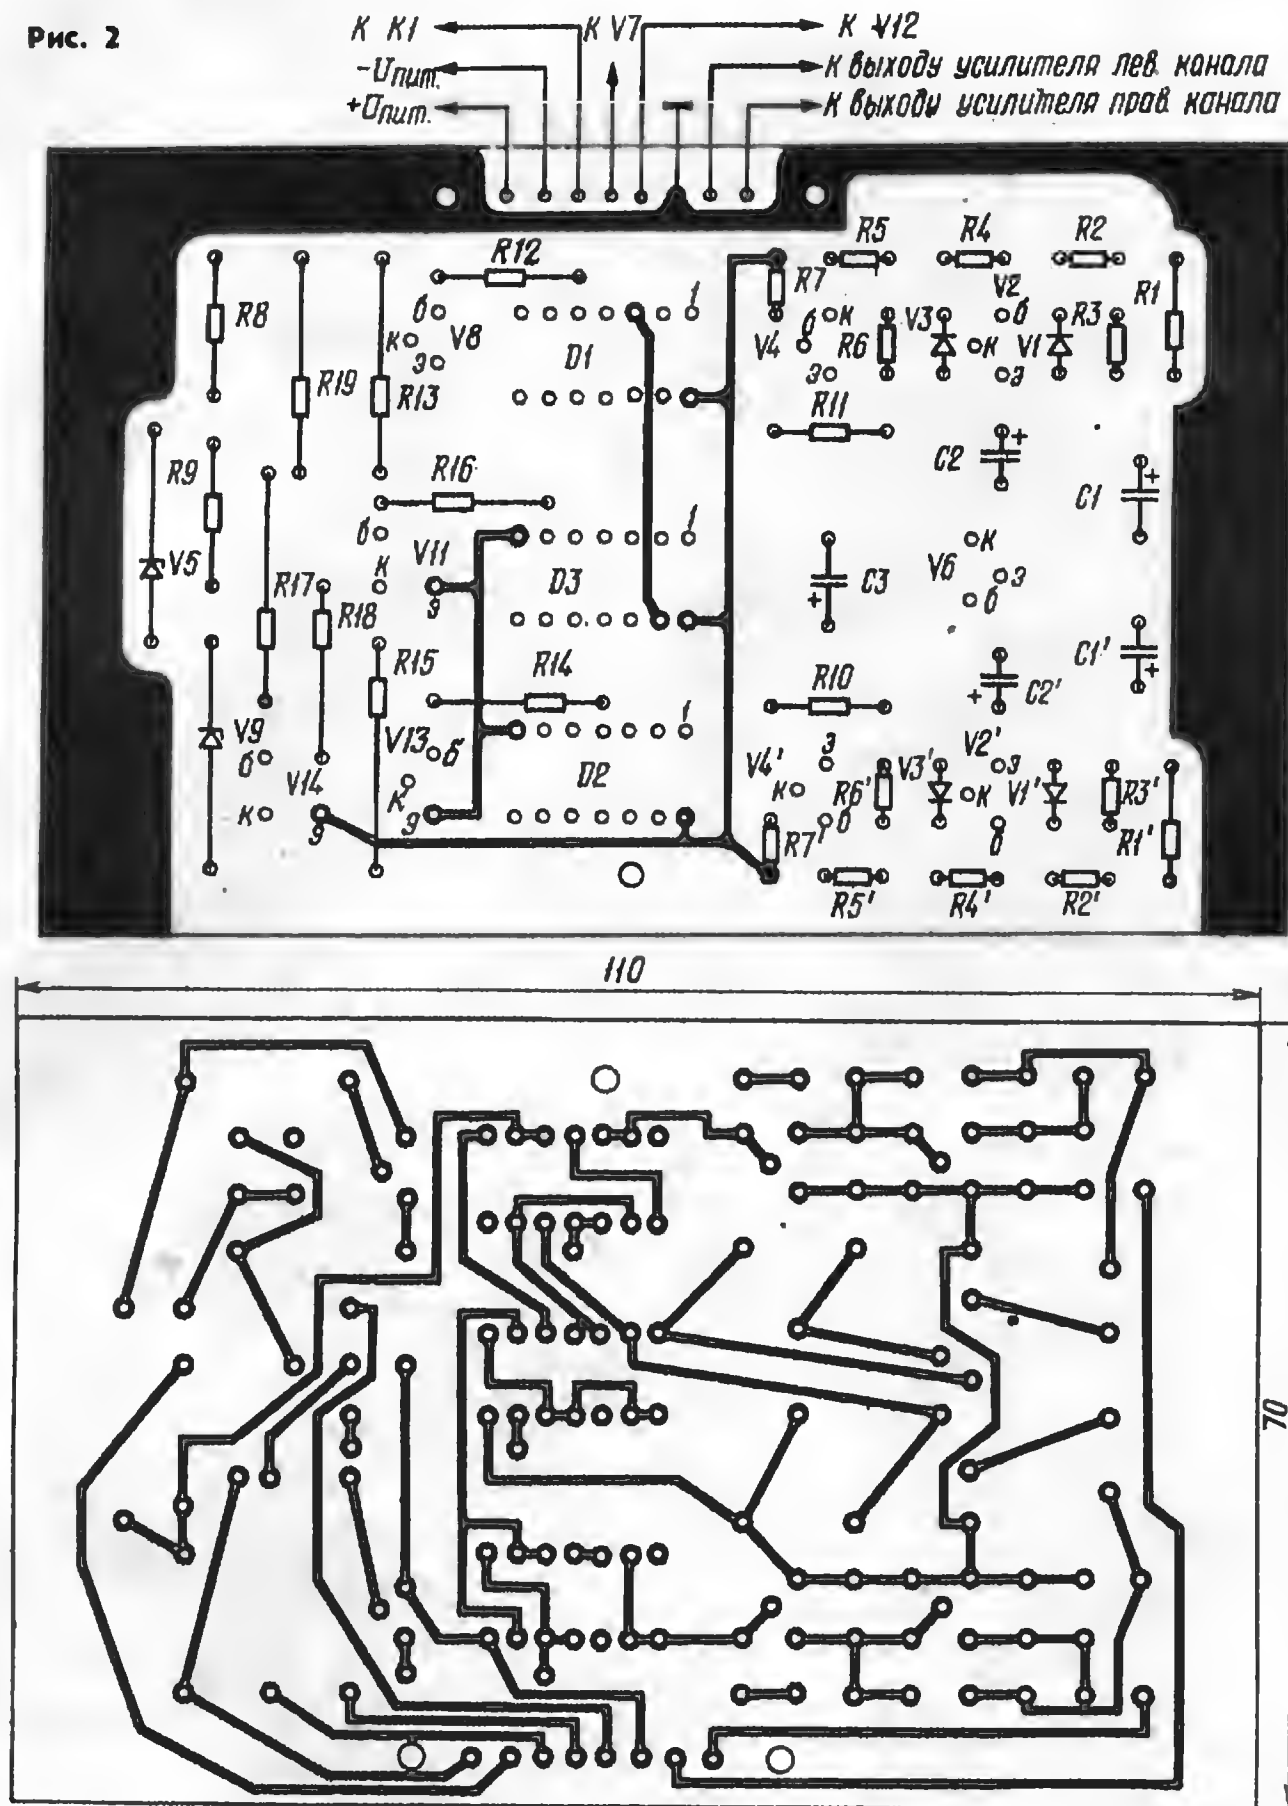 Рис. 2
К К1
К V7
К V12
-Uпит.
К выходу усилителя лев. канала
+Uпит.
К выходу усилителя прав. канала
R12
R5
R4
R2
R7
V2
R1
R8
б
V8
1
б
к
V3
б
R3
к
D1
V4
R6
к
V1
R19
э
э
э
R13
R11
R9
R16
C2
+
+
C1
б
1
V11
к
V5
к
V6
э
R17
D3
C3
э
R18
+
б
R15
R14
C1'
+
R10
+
C2'
V9
1
V13
э
V2'
б
б
V4'
V3'
э
V14
D2
к
R6'
к
V1'
R3'
к
к
э
б
э
R7'
б
R1'
R5'
R4'
R2'
110
70